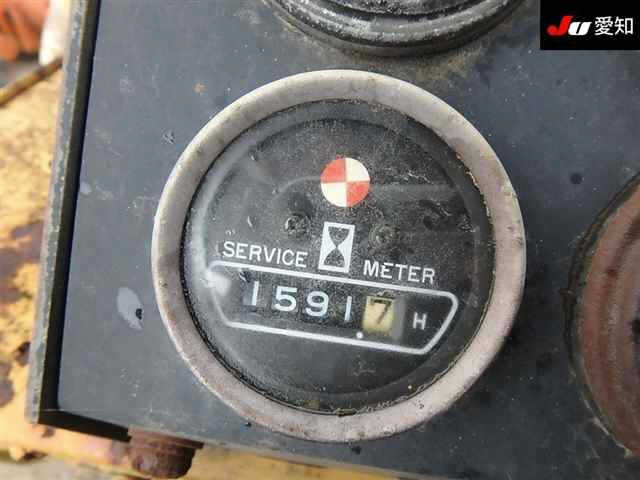 JU 愛知
SERVICE METER
15917 H